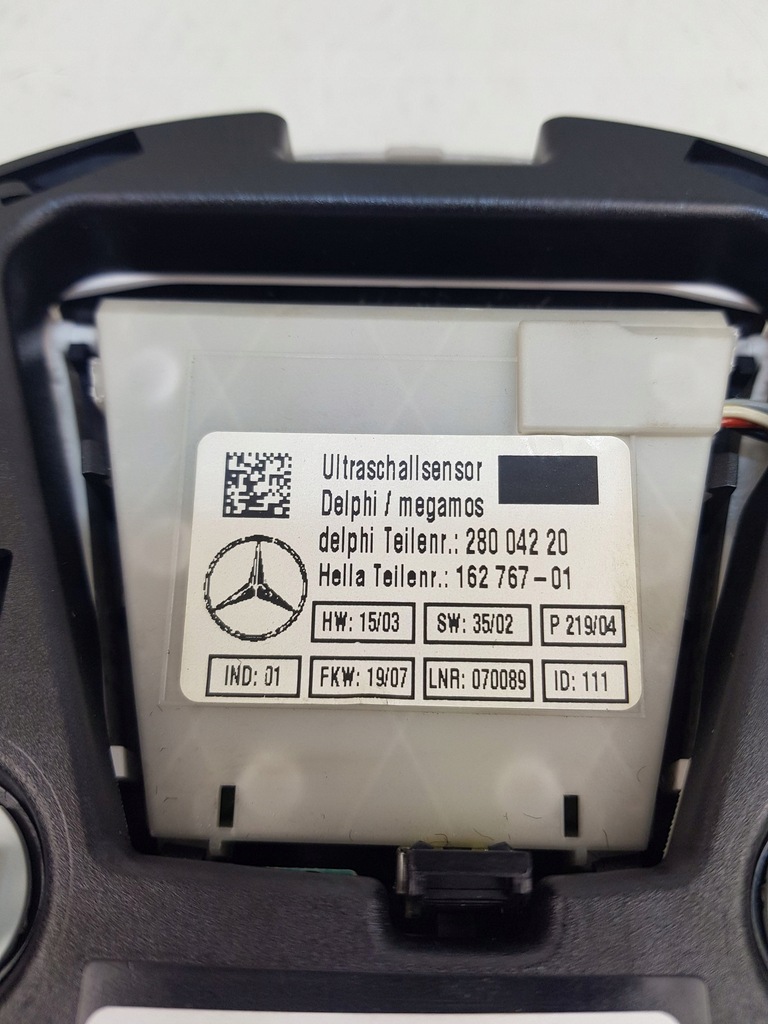 Ultraschallsensor
Delphi / megamos
delphi Teilenr.: 280 042 20
Hella Teilenr.: 162 767-01
HW: 15/03 SW: 35/02 P 219/04
IND: 01 FKW: 19/07 LNR: 070089 ID: 111